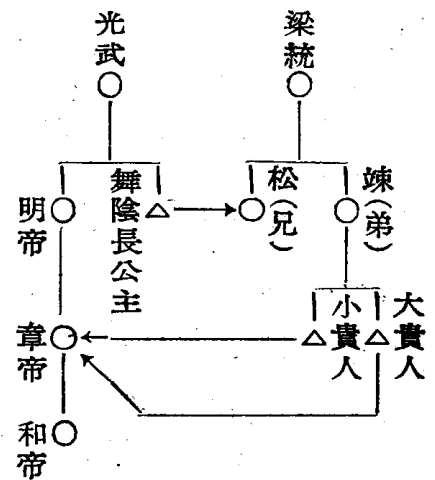 光武
梁統
明帝
舞陰長公主
松(兄)
竦(弟)
章帝
小貴人
大貴人
和帝